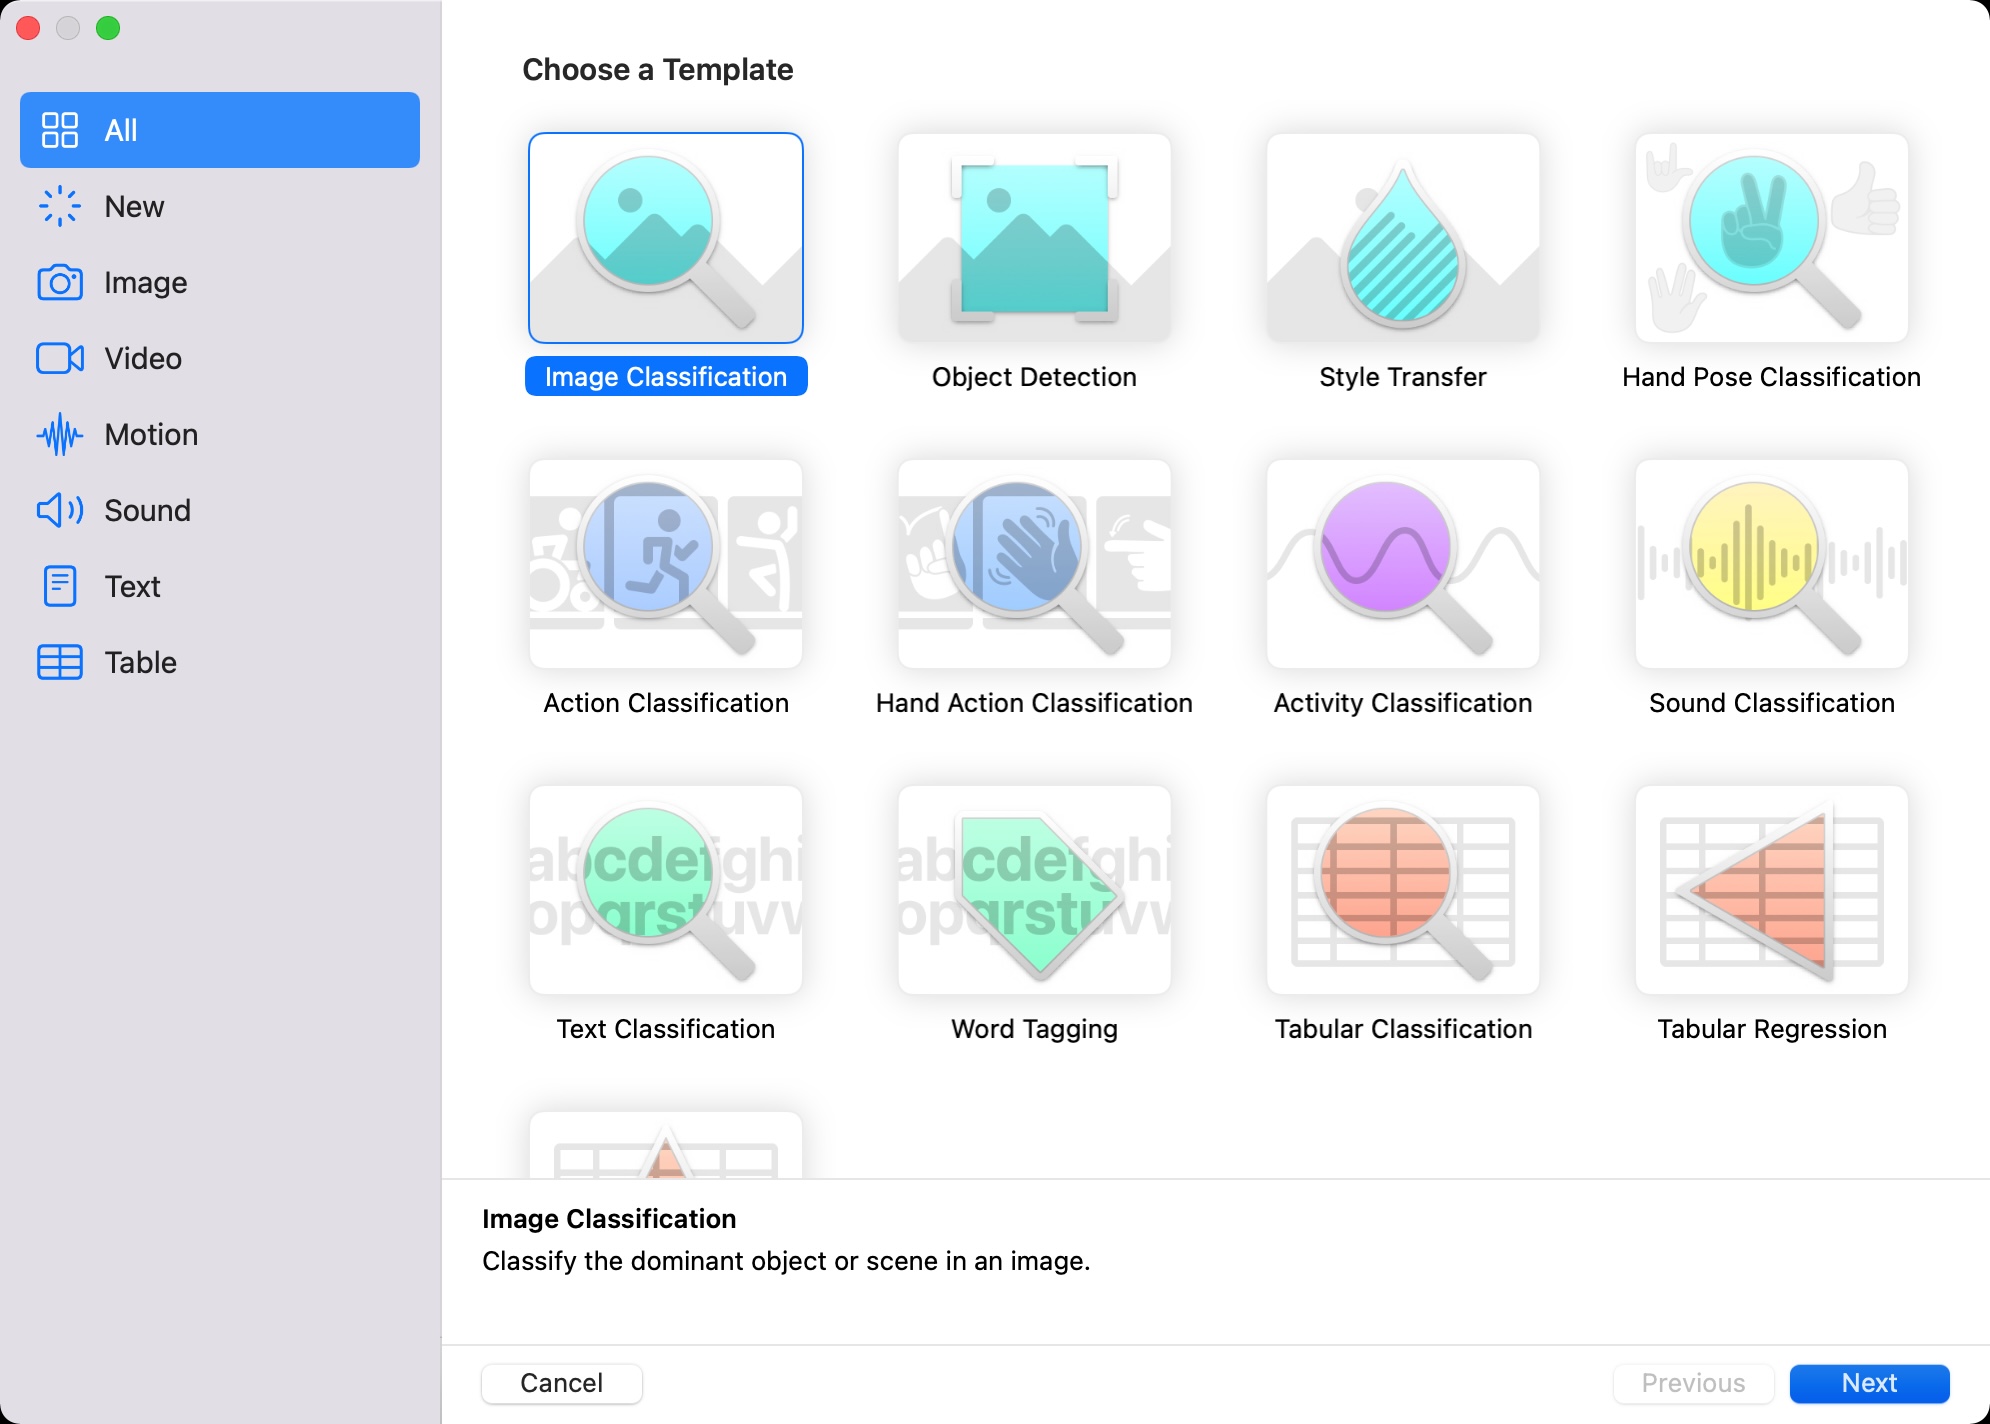 Choose a Template
All
New
Image
Video
Motion
Sound
Text
Table
Image Classification
Object Detection
Style Transfer
Hand Pose Classification
Action Classification
Hand Action Classification
Activity Classification
Sound Classification
abcdefghi
opqrstuvw
Text Classification
abcdefghi
opqrstuvw
Word Tagging
Tabular Classification
Tabular Regression
Image Classification
Classify the dominant object or scene in an image.
Cancel
Previous
Next